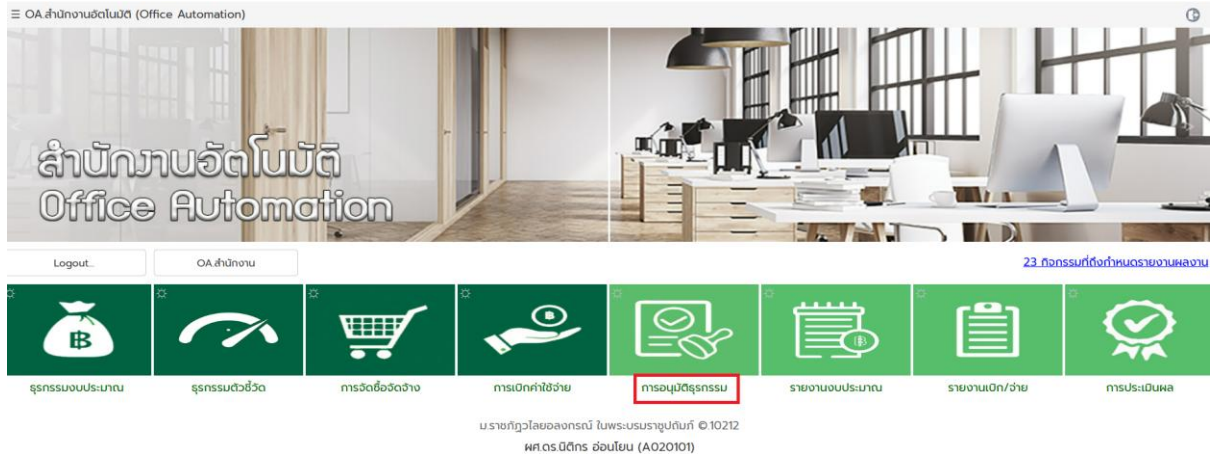 ☰ OA.สำนักงานอัตโนมัติ (Office Automation)
สำนักงานอัตโนมัติ
Office Automation
Logout... OA.สำนักงาน 23 กิจกรรมที่ถึงกำหนดรายงานผลงาน
ธุรกรรมงบประมาณ ธุรกรรมตัวชี้วัด การจัดซื้อจัดจ้าง การเบิกค่าใช้จ่าย การอนุมัติธุรกรรม รายงานงบประมาณ รายงานเบิก/จ่าย การประเมินผล
ม.ราชภัฏวไลยอลงกรณ์ ในพระบรมราชูปถัมภ์ ©.10212
ผศ.ดร.นิติกร อ่อนโยน (A020101)